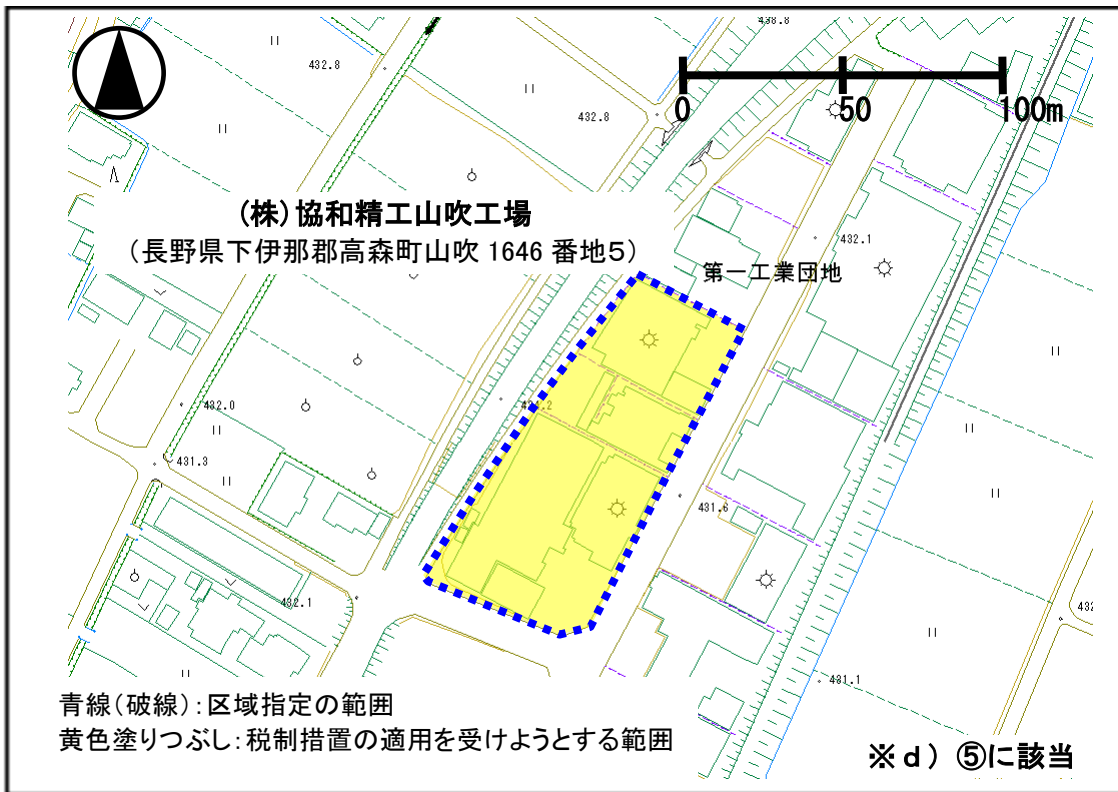 438.8
432.8
432.8
0 50 100m
(株)協和精工山吹工場
(長野県下伊那郡高森町山吹 1646 番地5)
432.1
第一工業団地
432.0
431.3
431.6
432.1
431.1
青線(破線):区域指定の範囲
黄色塗りつぶし:税制措置の適用を受けようとする範囲
※d) ⑤に該当